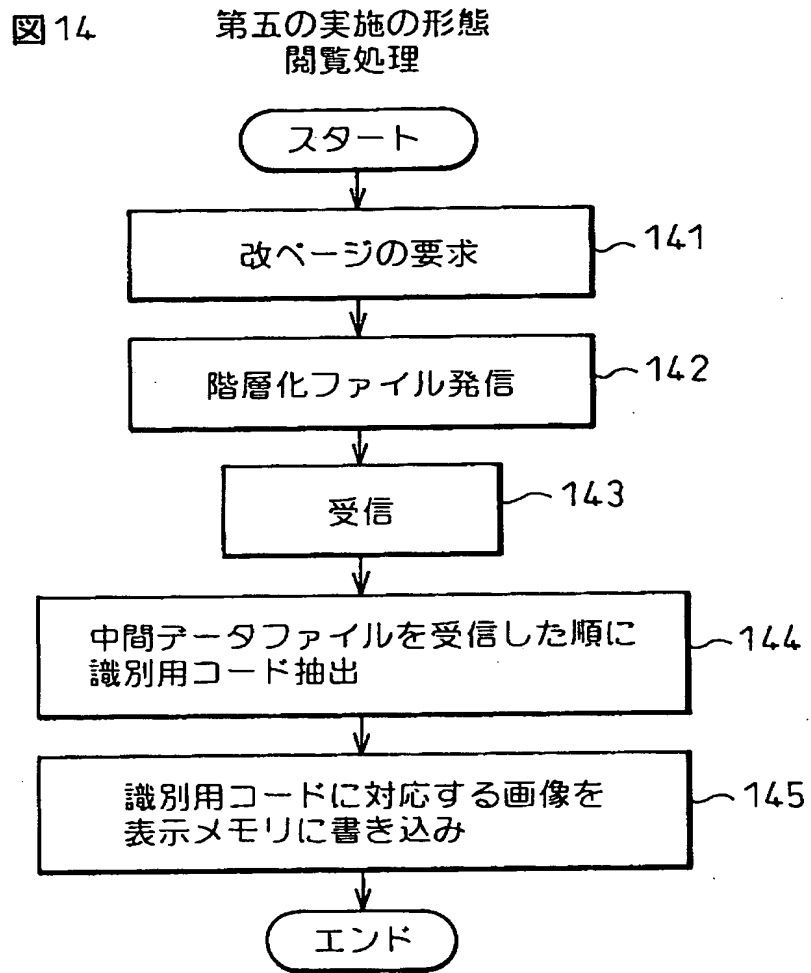 図14
第五の実施の形態
閲覧処理
スタート
改ページの要求
141
階層化ファイル発信
142
受信
143
中間データファイルを受信した順に
識別用コード抽出
144
識別用コードに対応する画像を
表示メモリに書き込み
145
エンド